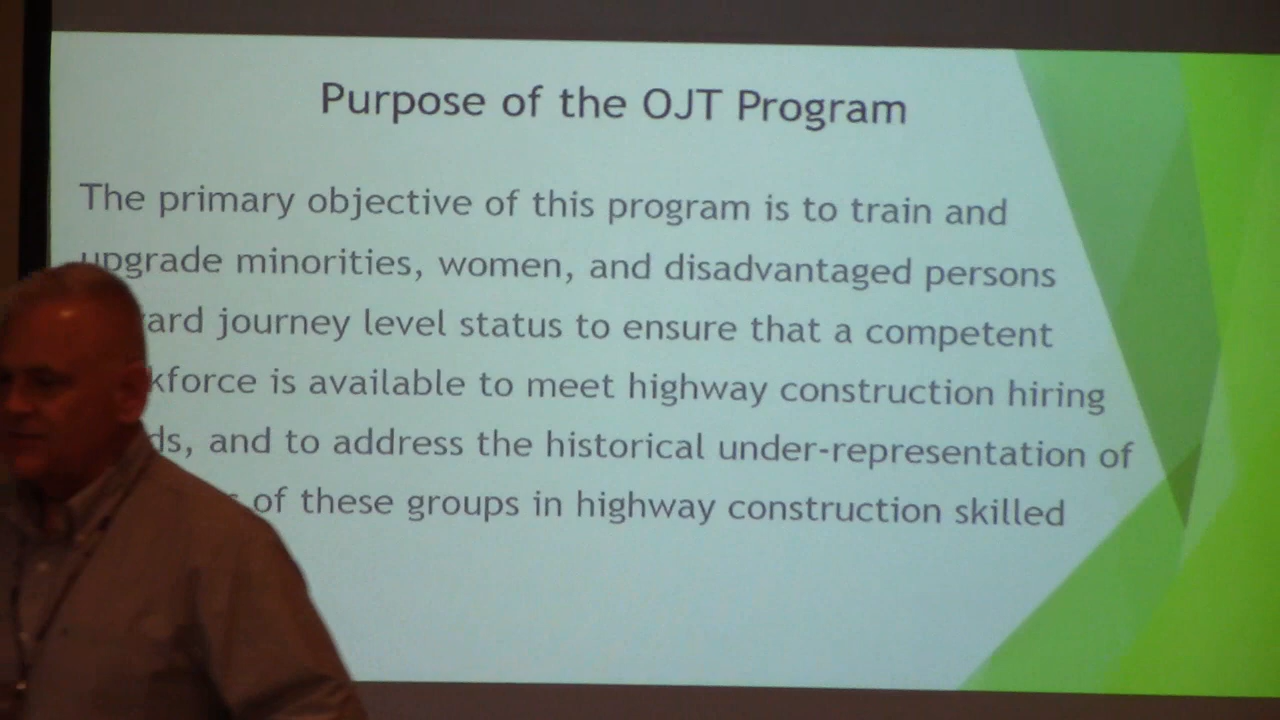 Purpose of the OJT Program
The primary objective of this program is to train and
upgrade minorities, women, and disadvantaged persons
ard journey level status to ensure that a competent
kforce is available to meet highway construction hiring
ds, and to address the historical under-representation of
of these groups in highway construction skilled